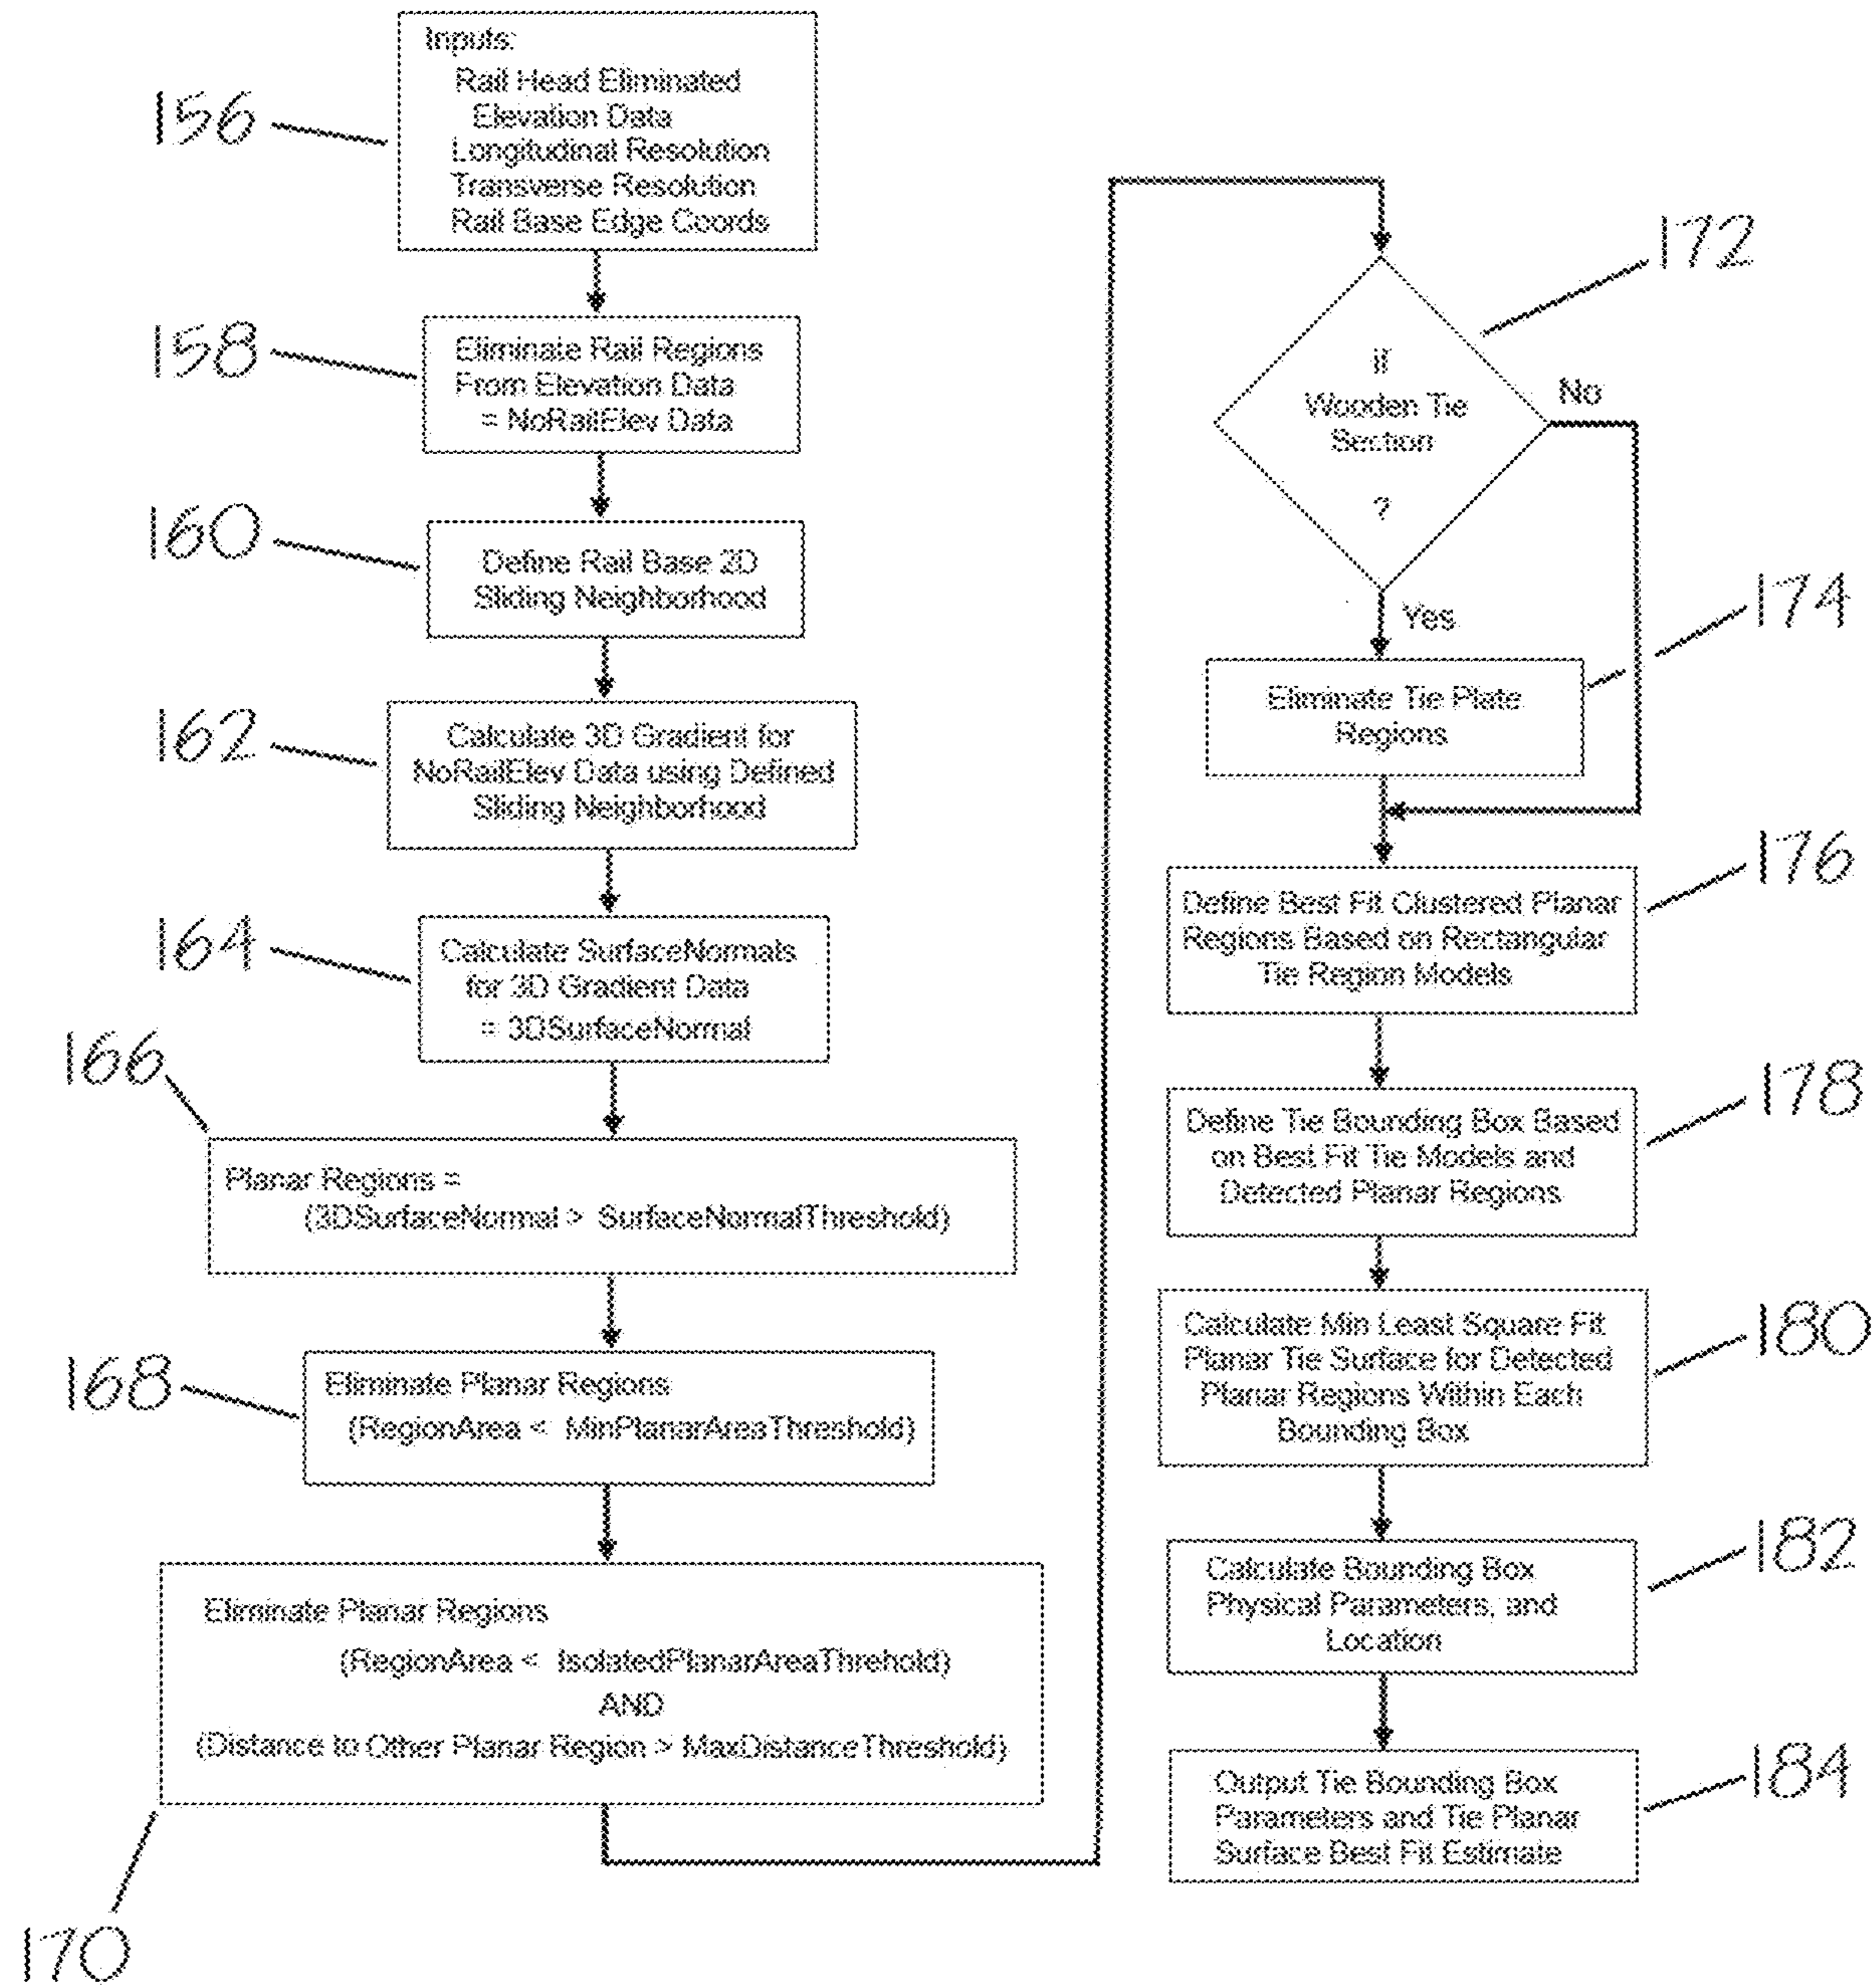 Inputs:
Rail Head Eliminated
Elevation Data
Longitudinal Resolution
Transverse Resolution
Rail Base Edge Coords
156
Eliminate Rail Regions
From Elevation Data
= NoRailElev Data
158
Define Rail Base 2D
Sliding Neighborhood
160
Calculate 3D Gradient for
NoRailElev Data using Defined
Sliding Neighborhood
162
Calculate SurfaceNormals
for 3D Gradient Data
= 3DSurfaceNormal
164
166
Planar Regions =
(3DSurfaceNormal > SurfaceNormalThreshold)
168
Eliminate Planar Regions
(RegionArea < MinPlanarAreaThreshold)
Eliminate Planar Regions
(RegionArea < IsolatedPlanarAreaThrehold)
AND
(Distance to Other Planar Region > MaxDistanceThreshold)
170
172
If
Wooden Tie
Section
?
No
Yes
174
Eliminate Tie Plate
Regions
176
Define Best Fit Clustered Planar
Regions Based on Rectangular
Tie Region Models
178
Define Tie Bounding Box Based
on Best Fit Tie Models and
Detected Planar Regions
180
Calculate Min Least Square Fit
Planar Tie Surface for Detected
Planar Regions Within Each
Bounding Box
182
Calculate Bounding Box
Physical Parameters, and
Location
184
Output Tie Bounding Box
Parameters and Tie Planar
Surface Best Fit Estimate